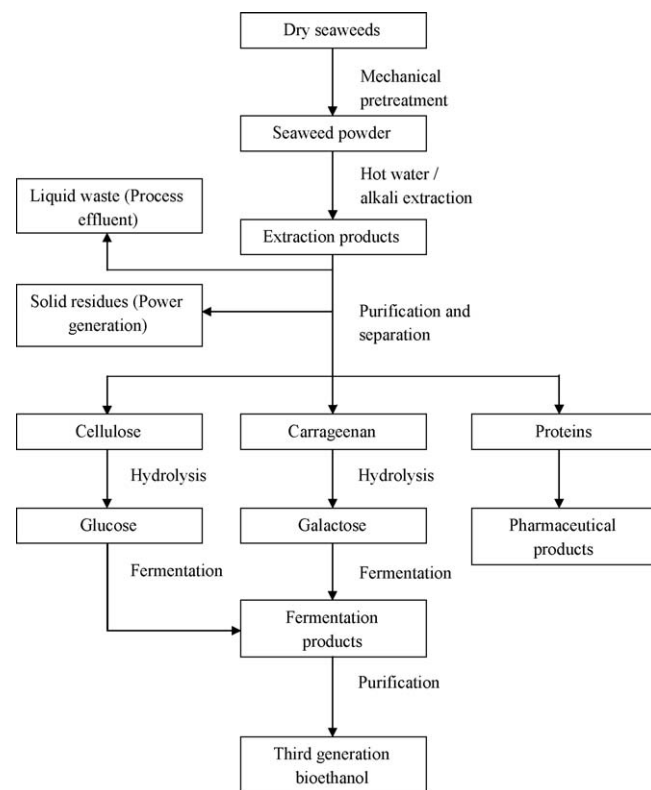 Dry seaweeds
Mechanical
pretreatment
Seaweed powder
Hot water /
alkali extraction
Liquid waste (Process
effluent)
Extraction products
Solid residues (Power
generation)
Purification and
separation
Cellulose
Carrageenan
Proteins
Hydrolysis
Hydrolysis
Glucose
Galactose
Pharmaceutical
products
Fermentation
Fermentation
Fermentation
products
Purification
Third generation
bioethanol